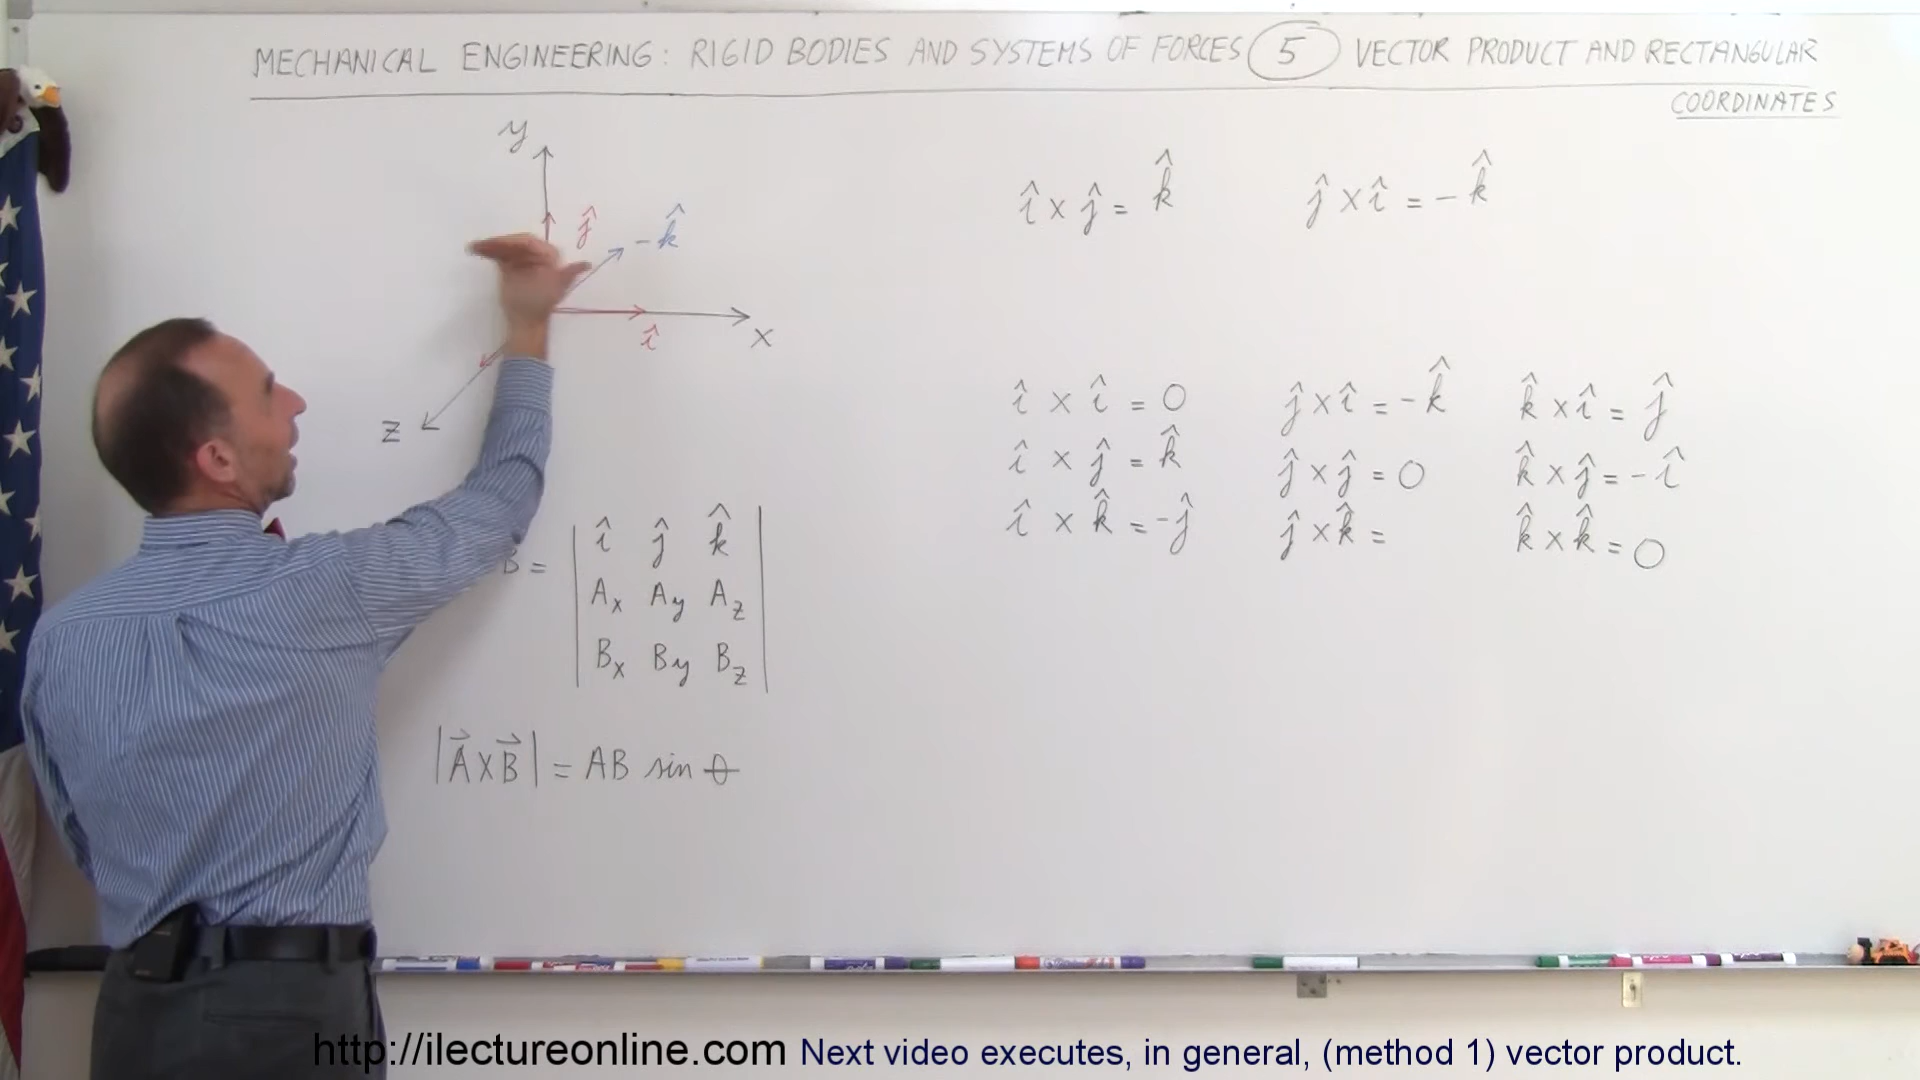 MECHANICAL ENGINEERING: RIGID BODIES AND SYSTEMS OF FORCES 5 VECTOR PRODUCT AND RECTANGULAR
COORDINATES
y
ĵ
-k̂
î
x
z
î x ĵ = k̂
ĵ x î = -k̂
î x î = 0
î x ĵ = k̂
î x k̂ = -ĵ
ĵ x î = -k̂
ĵ x ĵ = 0
ĵ x k̂ =
k̂ x î = ĵ
k̂ x ĵ = -î
k̂ x k̂ = 0
î ĵ k̂
B = Ax Ay Az
Bx By Bz
|A⃗ x B⃗| = AB sin θ
http://ilectureonline.com Next video executes, in general, (method 1) vector product.